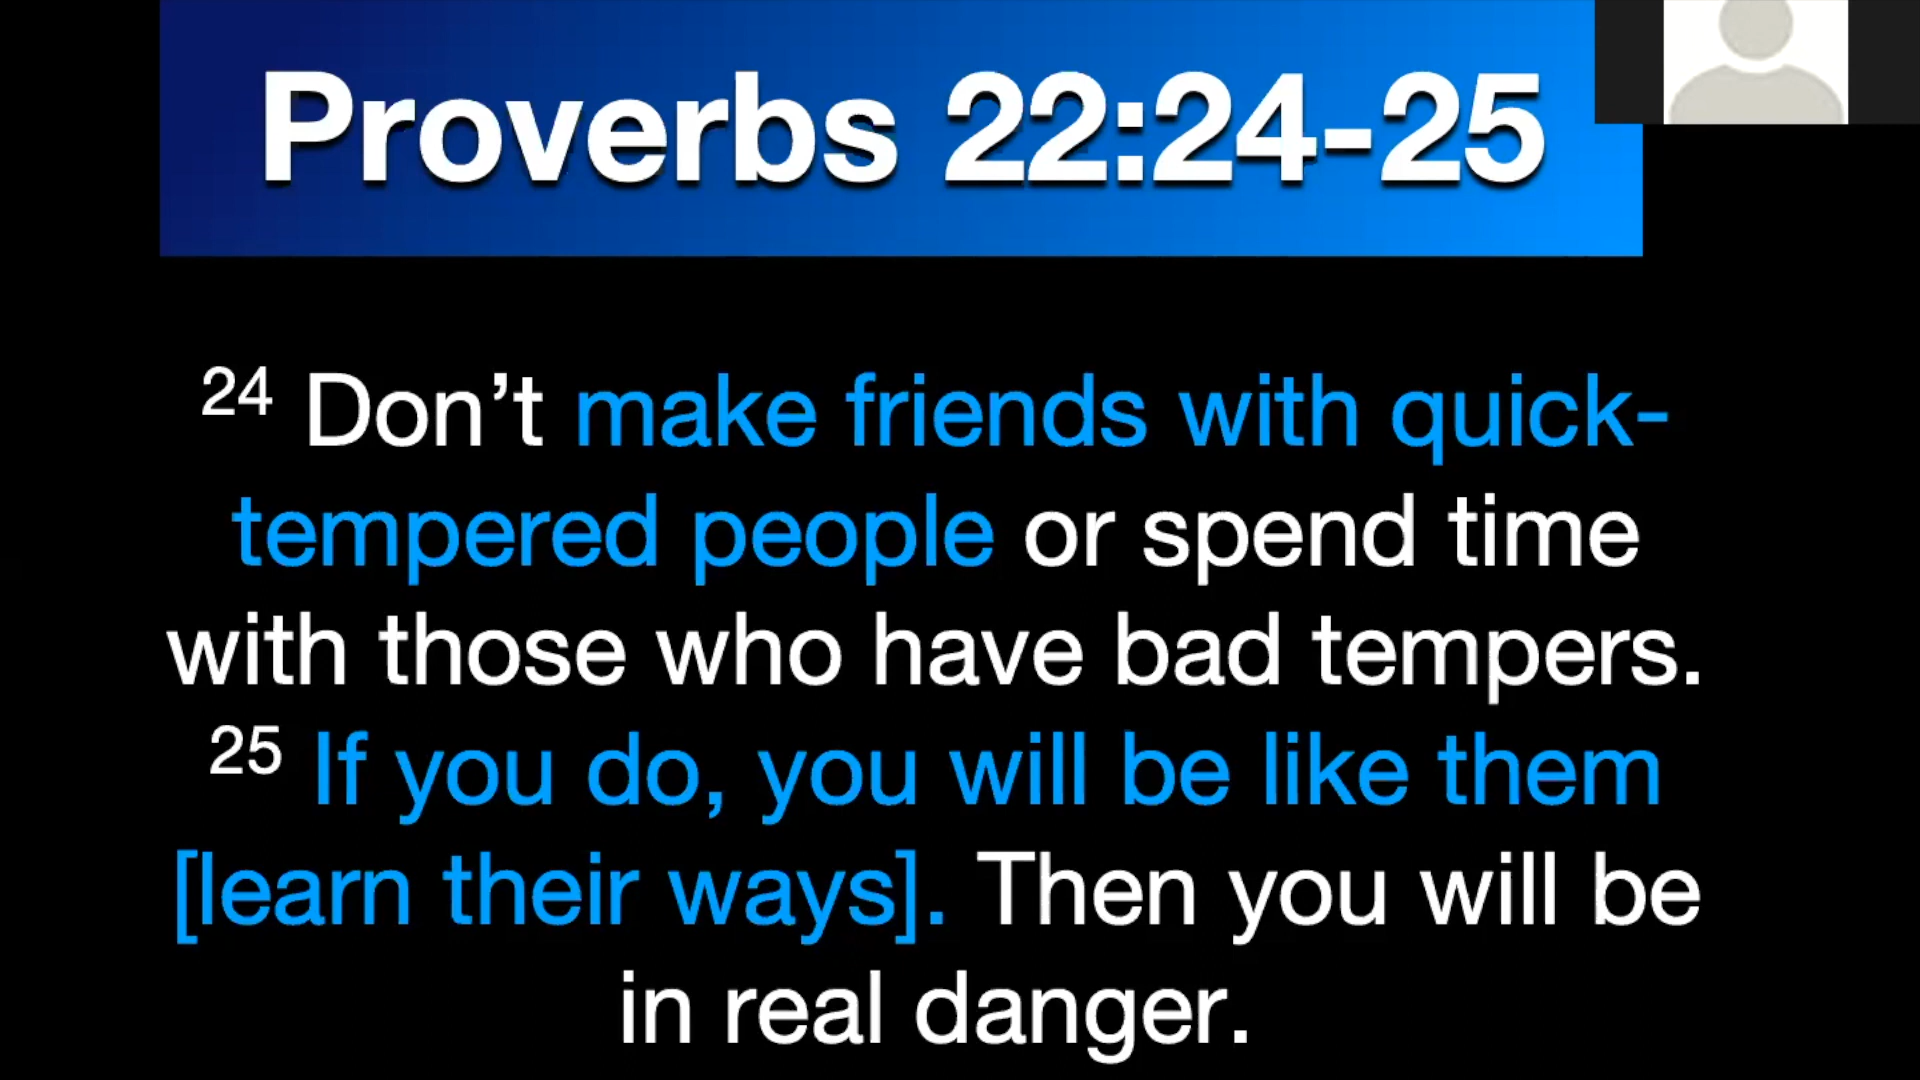 Proverbs 22:24-25
24 Don’t make friends with quick-
tempered people or spend time
with those who have bad tempers.
25 If you do, you will be like them
[learn their ways]. Then you will be
in real danger.